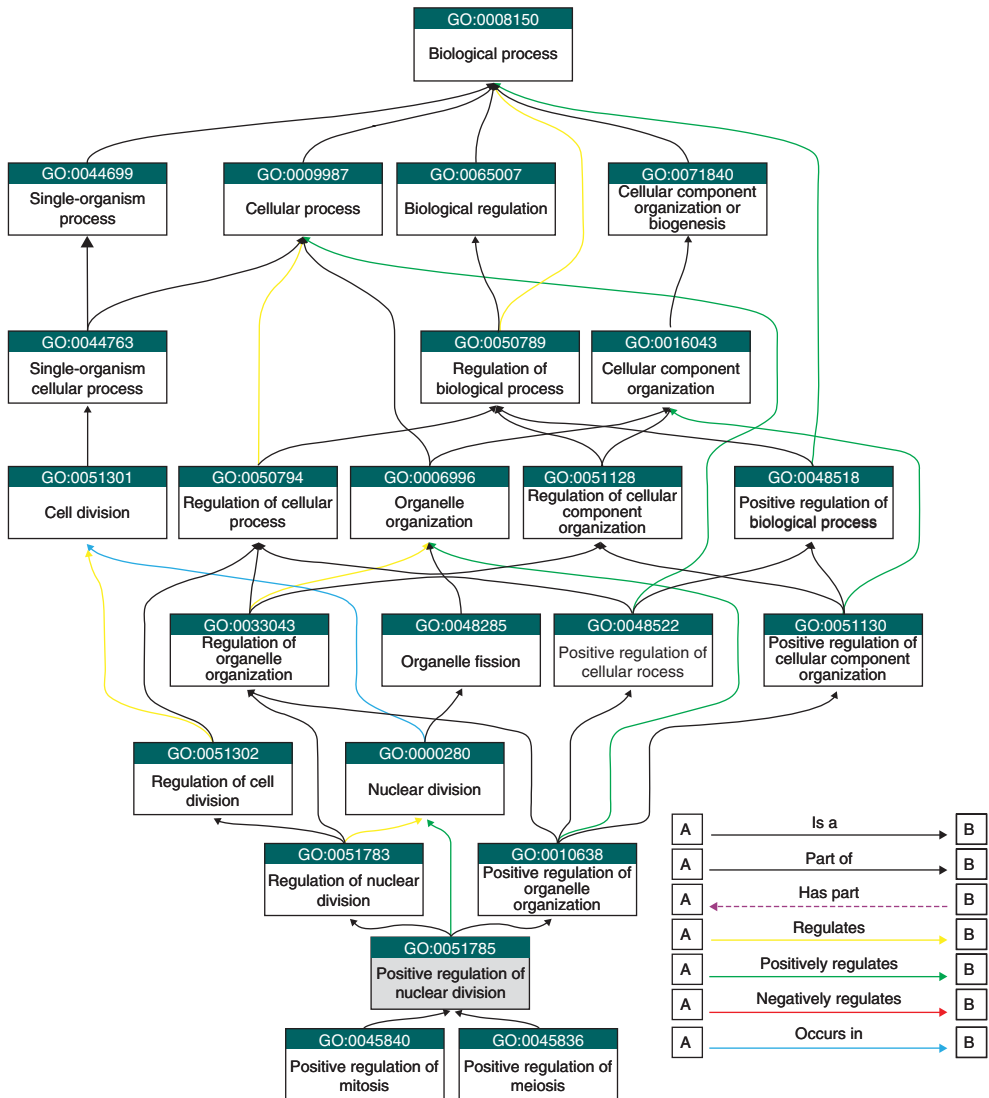 GO:0008150
Biological process
GO:0044699
Single-organism
process
GO:0009987
Cellular process
GO:0065007
Biological regulation
GO:0071840
Cellular component
organization or
biogenesis
GO:0044763
Single-organism
cellular process
GO:0050789
Regulation of
biological process
GO:0016043
Cellular component
organization
GO:0051301
Cell division
GO:0050794
Regulation of cellular
process
GO:0006996
Organelle
organization
GO:0051128
Regulation of cellular
component
organization
GO:0048518
Positive regulation of
biological process
GO:0033043
Regulation of
organelle
organization
GO:0048285
Organelle fission
GO:0048522
Positive regulation of
cellular rocess
GO:0051130
Positive regulation of
cellular component
organization
GO:0051302
Regulation of cell
division
GO:0000280
Nuclear division
GO:0051783
Regulation of nuclear
division
GO:0010638
Positive regulation of
organelle
organization
GO:0051785
Positive regulation of
nuclear division
GO:0045840
Positive regulation of
mitosis
GO:0045836
Positive regulation of
meiosis
A Is a B
A Part of B
A Has part B
A Regulates B
A Positively regulates B
A Negatively regulates B
A Occurs in B